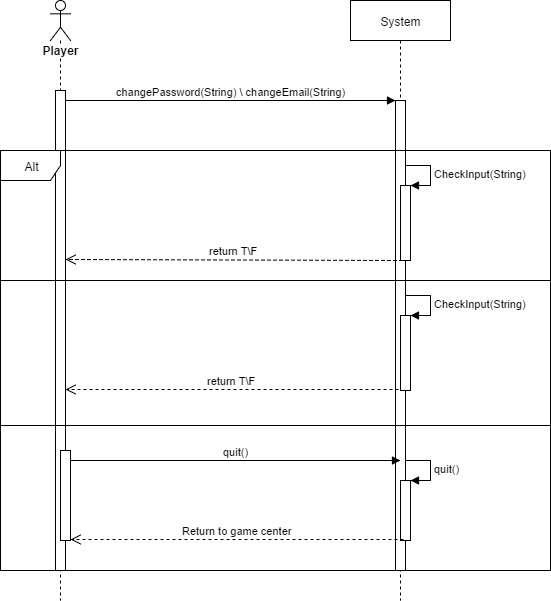 Player
System
changePassword(String) \ changeEmail(String)
Alt
CheckInput(String)
return T\F
CheckInput(String)
return T\F
quit()
quit()
Return to game center